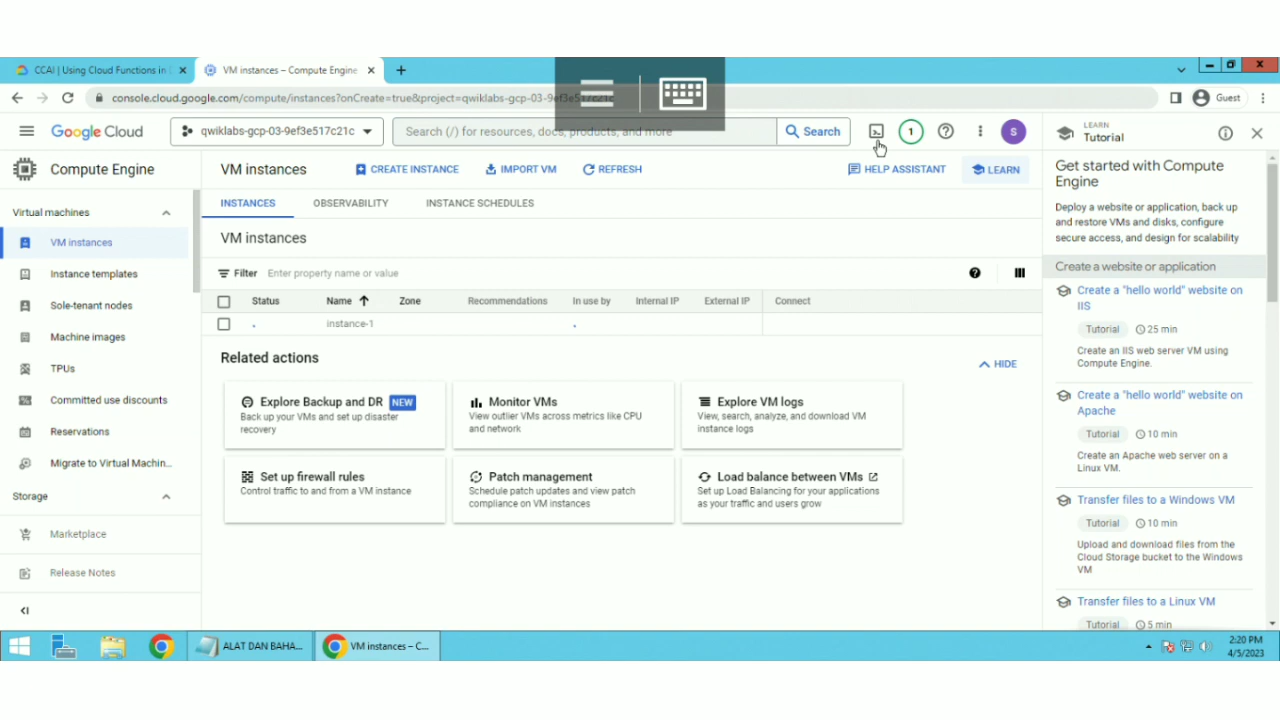 CCAI | Using Cloud Functions in
VM instances – Compute Engine
console.cloud.google.com/compute/instances?onCreate=true&project=qwiklabs-gcp-03-9ef3e517c21c
Guest
Google Cloud
qwiklabs-gcp-03-9ef3e517c21c
Search (/) for resources, docs, products, and more
Search
1
S
LEARN
Tutorial
Compute Engine
VM instances
CREATE INSTANCE
IMPORT VM
REFRESH
HELP ASSISTANT
LEARN
Virtual machines
VM instances
Instance templates
Sole-tenant nodes
Machine images
TPUs
Committed use discounts
Reservations
Migrate to Virtual Machin...
Storage
Marketplace
Release Notes
INSTANCES
OBSERVABILITY
INSTANCE SCHEDULES
VM instances
Filter
Enter property name or value
Status
Name
Zone
Recommendations
In use by
Internal IP
External IP
Connect
instance-1
Related actions
HIDE
Explore Backup and DR NEW
Back up your VMs and set up disaster
recovery
Monitor VMs
View outlier VMs across metrics like CPU
and network
Explore VM logs
View, search, analyze, and download VM
instance logs
Set up firewall rules
Control traffic to and from a VM instance
Patch management
Schedule patch updates and view patch
compliance on VM instances
Load balance between VMs
Set up Load Balancing for your applications
as your traffic and users grow
Get started with Compute
Engine
Deploy a website or application, back up
and restore VMs and disks, configure
secure access, and design for scalability
Create a website or application
Create a "hello world" website on
IIS
Tutorial
25 min
Create an IIS web server VM using
Compute Engine.
Create a "hello world" website on
Apache
Tutorial
10 min
Create an Apache web server on a
Linux VM.
Transfer files to a Windows VM
Tutorial
10 min
Upload and download files from the
Cloud Storage bucket to the Windows
VM
Transfer files to a Linux VM
Tutorial
5 min
ALAT DAN BAHA...
VM instances – C...
2:20 PM
4/5/2023